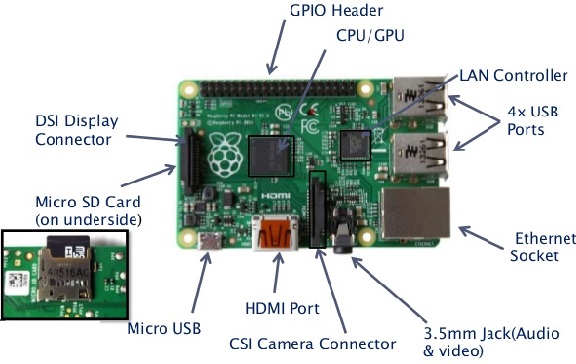 GPIO Header
CPU/GPU
LAN Controller
DSI Display
Connector
4x USB
Ports
HDMI
Micro SD Card
(on underside)
Ethernet
Socket
Micro USB
HDMI Port
CSI Camera Connector
3.5mm Jack(Audio
& video)